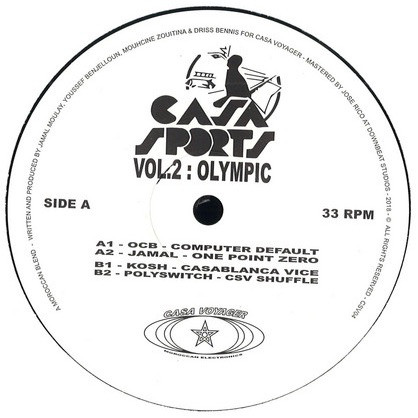 A MOROCCAN BLEND - WRITTEN AND PRODUCED BY JAMAL MOULAY, YOUSSEF BENJELLOUN, MOUHCINE ZOUITINA & DRISS BENNIS FOR CASA VOYAGER - MASTERED BY JOSE RICO AT DOWNBEAT STUDIOS - 2018 - © ALL RIGHTS RESERVED - CSV04
CASA
SPORTS
VOL.2 : OLYMPIC
SIDE A
33 RPM
A1 - OCB - COMPUTER DEFAULT
A2 - JAMAL - ONE POINT ZERO
B1 - KOSH - CASABLANCA VICE
B2 - POLYSWITCH - CSV SHUFFLE
CASA VOYAGER
MOROCCAN ELECTRONICS